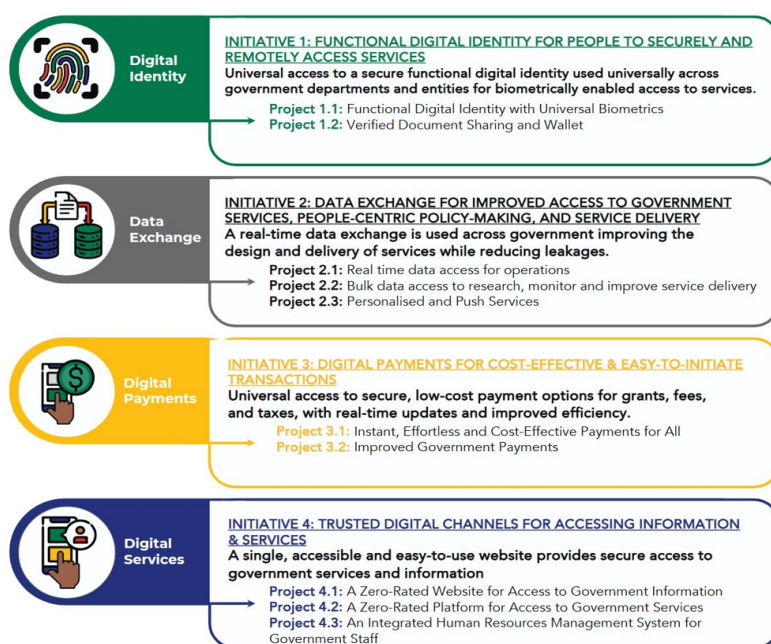 Digital
Identity
INITIATIVE 1: FUNCTIONAL DIGITAL IDENTITY FOR PEOPLE TO SECURELY AND
REMOTELY ACCESS SERVICES
Universal access to a secure functional digital identity used universally across
government departments and entities for biometrically enabled access to services.
Project 1.1: Functional Digital Identity with Universal Biometrics
Project 1.2: Verified Document Sharing and Wallet
Data
Exchange
INITIATIVE 2: DATA EXCHANGE FOR IMPROVED ACCESS TO GOVERNMENT
SERVICES, PEOPLE-CENTRIC POLICY-MAKING, AND SERVICE DELIVERY
A real-time data exchange is used across government improving the
design and delivery of services while reducing leakages.
Project 2.1: Real time data access for operations
Project 2.2: Bulk data access to research, monitor and improve service delivery
Project 2.3: Personalised and Push Services
Digital
Payments
$
INITIATIVE 3: DIGITAL PAYMENTS FOR COST-EFFECTIVE & EASY-TO-INITIATE
TRANSACTIONS
Universal access to secure, low-cost payment options for grants, fees,
and taxes, with real-time updates and improved efficiency.
Project 3.1: Instant, Effortless and Cost-Effective Payments for All
Project 3.2: Improved Government Payments
Digital
Services
INITIATIVE 4: TRUSTED DIGITAL CHANNELS FOR ACCESSING INFORMATION
& SERVICES
A single, accessible and easy-to-use website provides secure access to
government services and information
Project 4.1: A Zero-Rated Website for Access to Government Information
Project 4.2: A Zero-Rated Platform for Access to Government Services
Project 4.3: An Integrated Human Resources Management System for
Government Staff